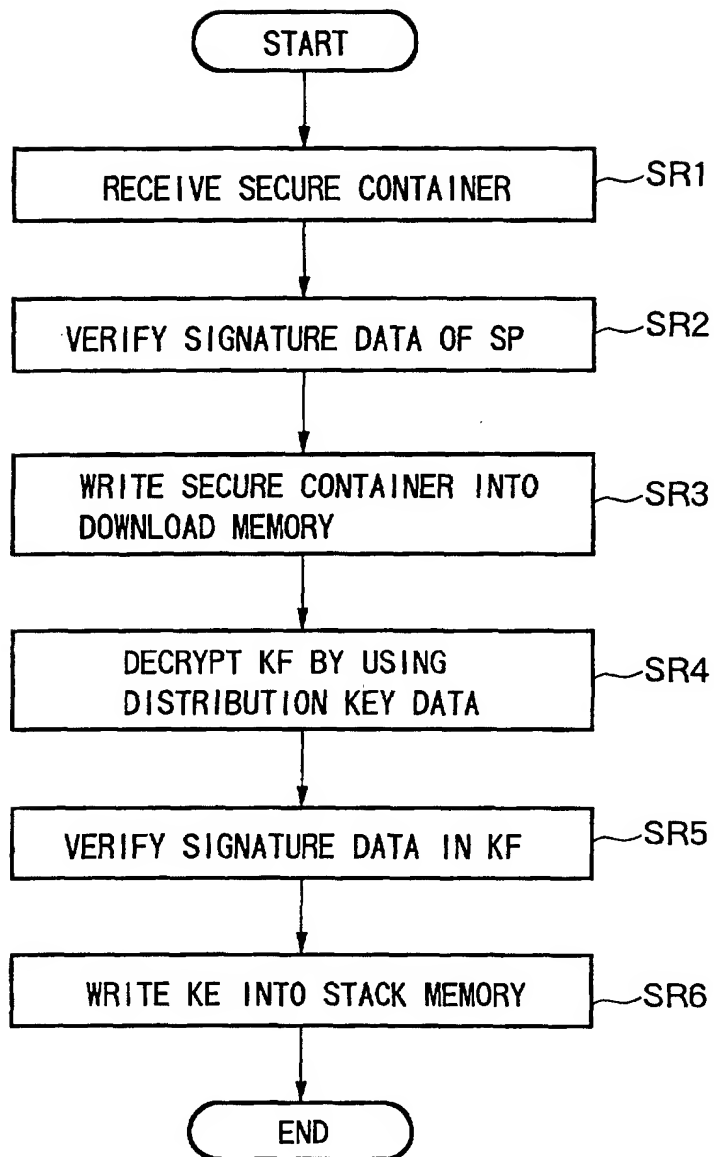 START
RECEIVE SECURE CONTAINER
SR1
VERIFY SIGNATURE DATA OF SP
SR2
WRITE SECURE CONTAINER INTO
DOWNLOAD MEMORY
SR3
DECRYPT KF BY USING
DISTRIBUTION KEY DATA
SR4
VERIFY SIGNATURE DATA IN KF
SR5
WRITE KE INTO STACK MEMORY
SR6
END